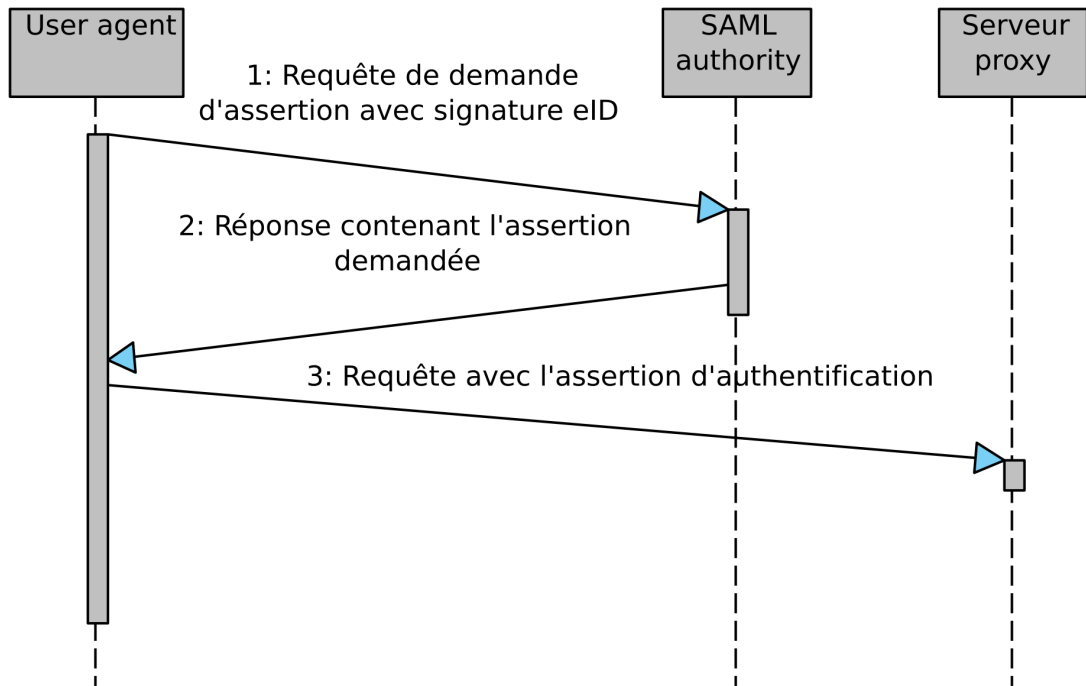 User agent
SAML
authority
Serveur
proxy
1: Requête de demande
d'assertion avec signature eID
2: Réponse contenant l'assertion
demandée
3: Requête avec l'assertion d'authentification